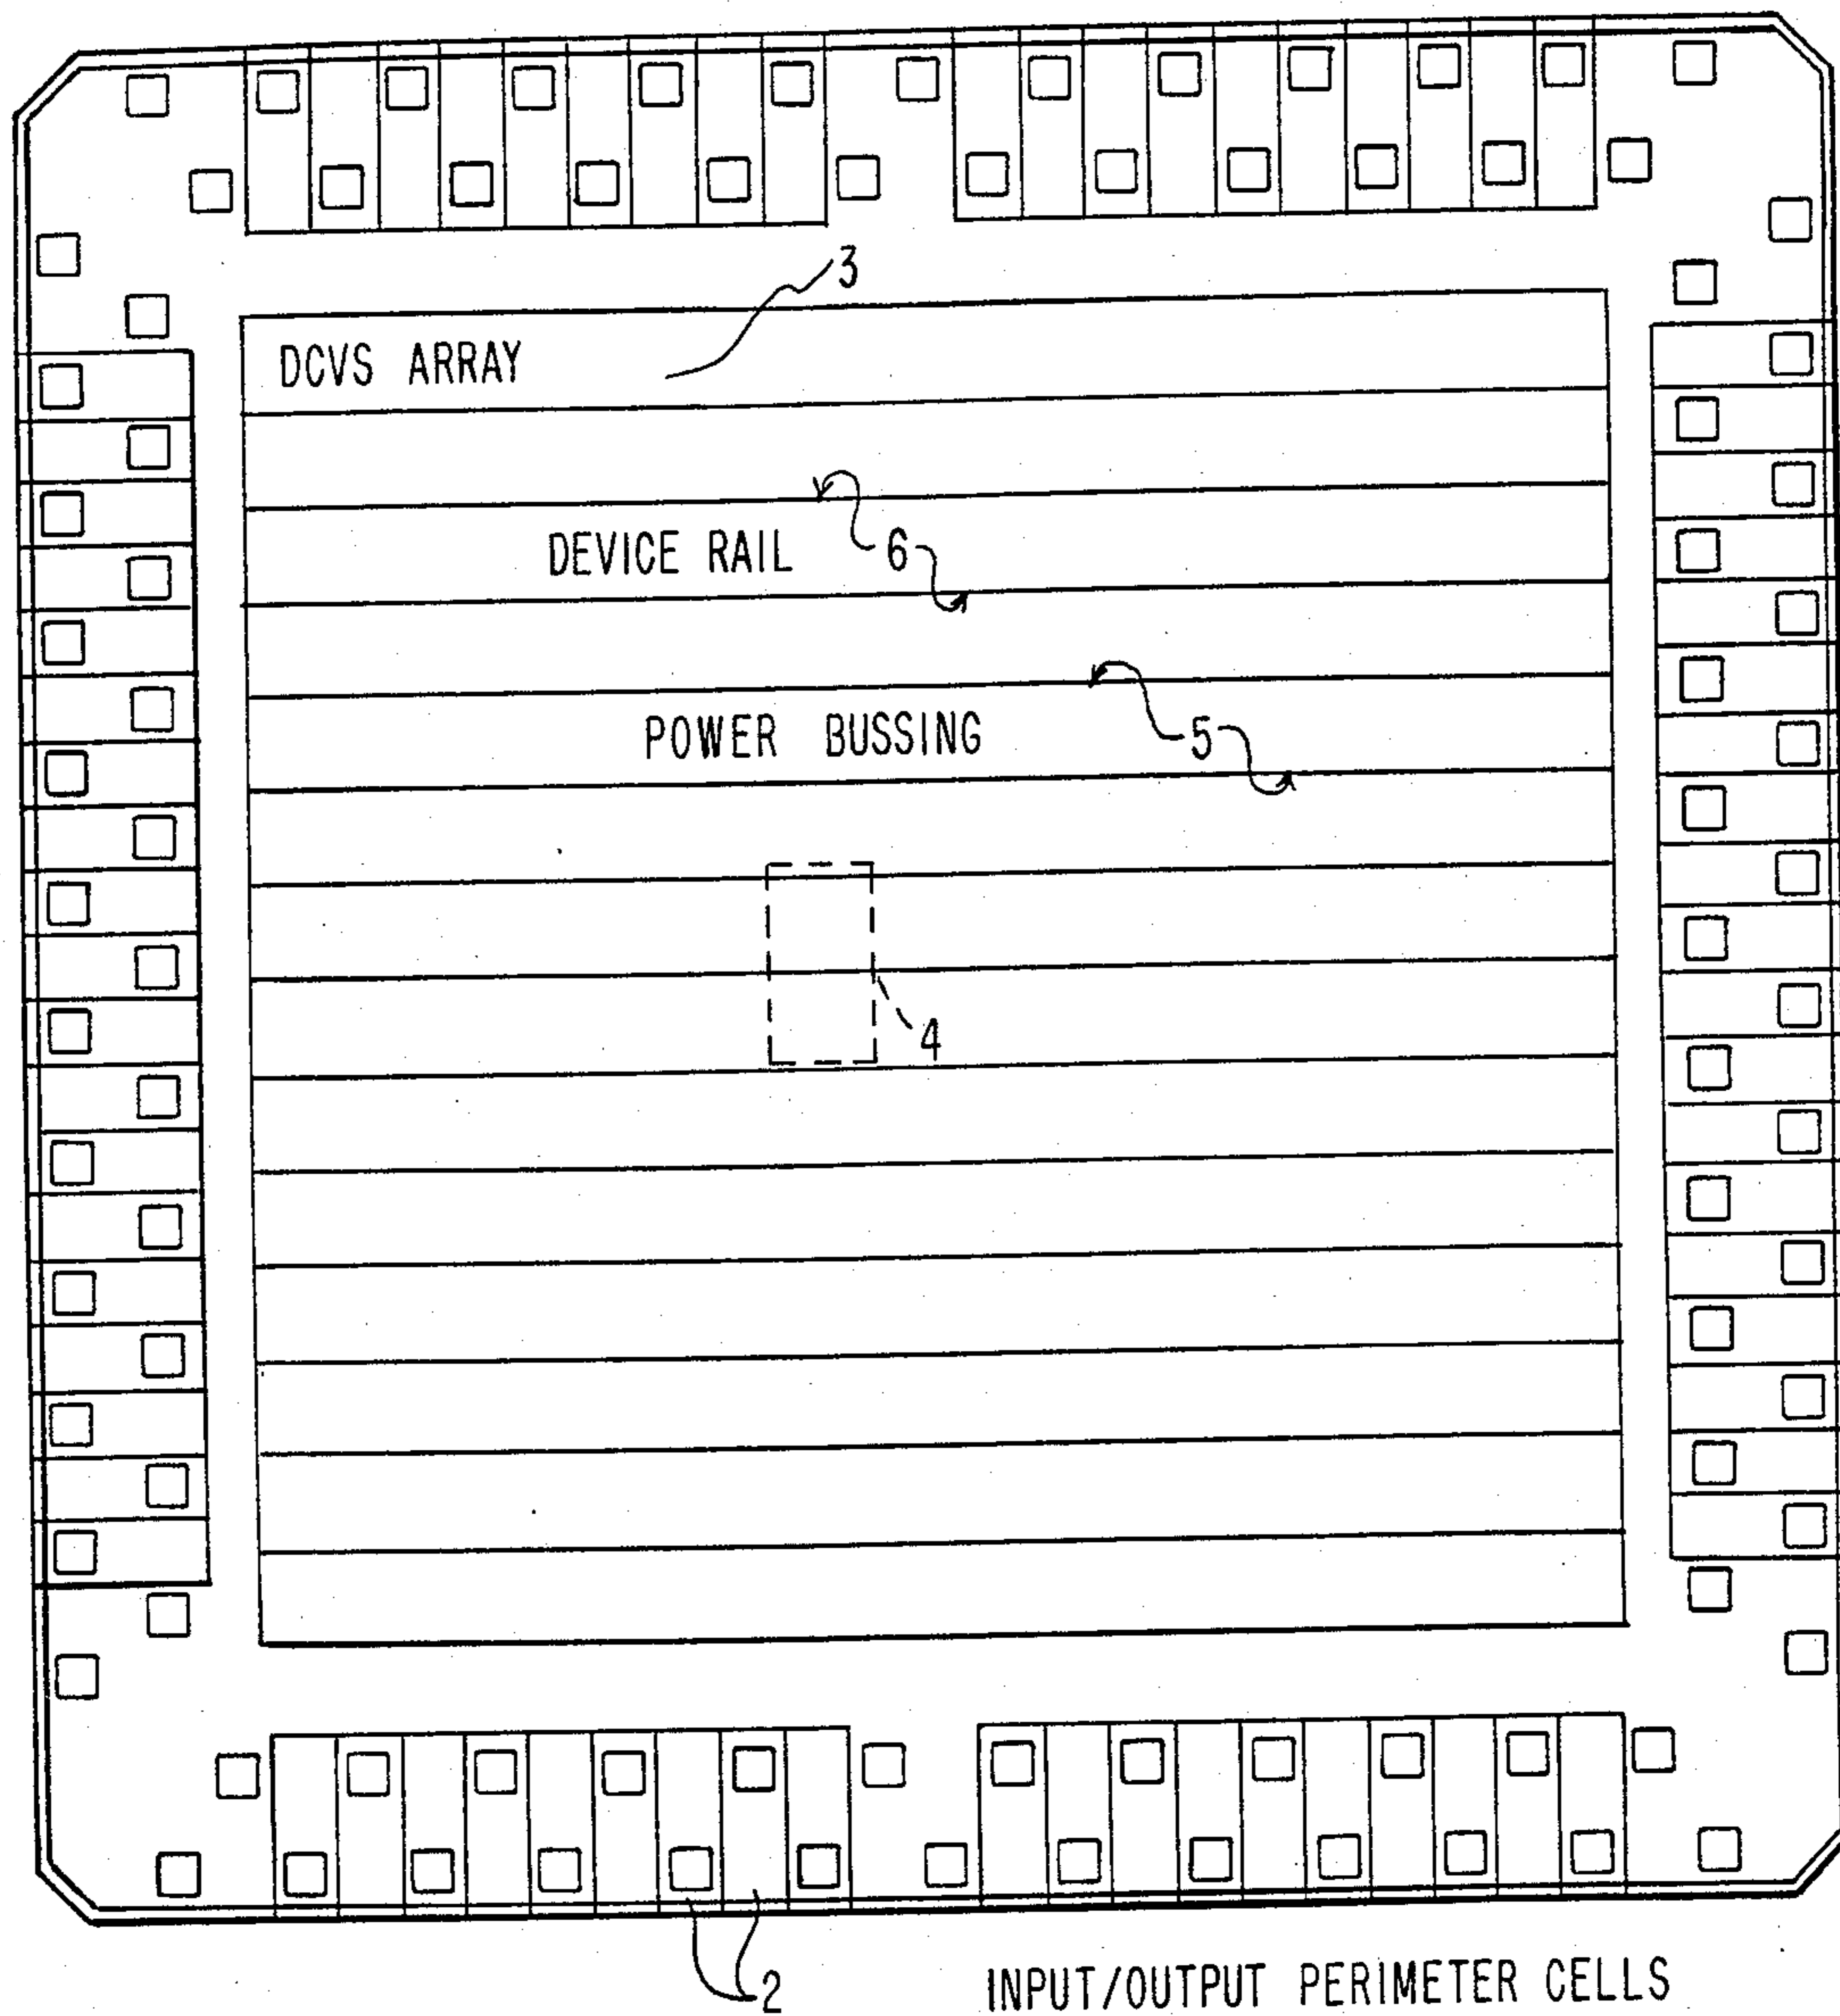 3
DCVS ARRAY
DEVICE RAIL
6
POWER BUSSING
5
4
2
INPUT/OUTPUT PERIMETER CELLS